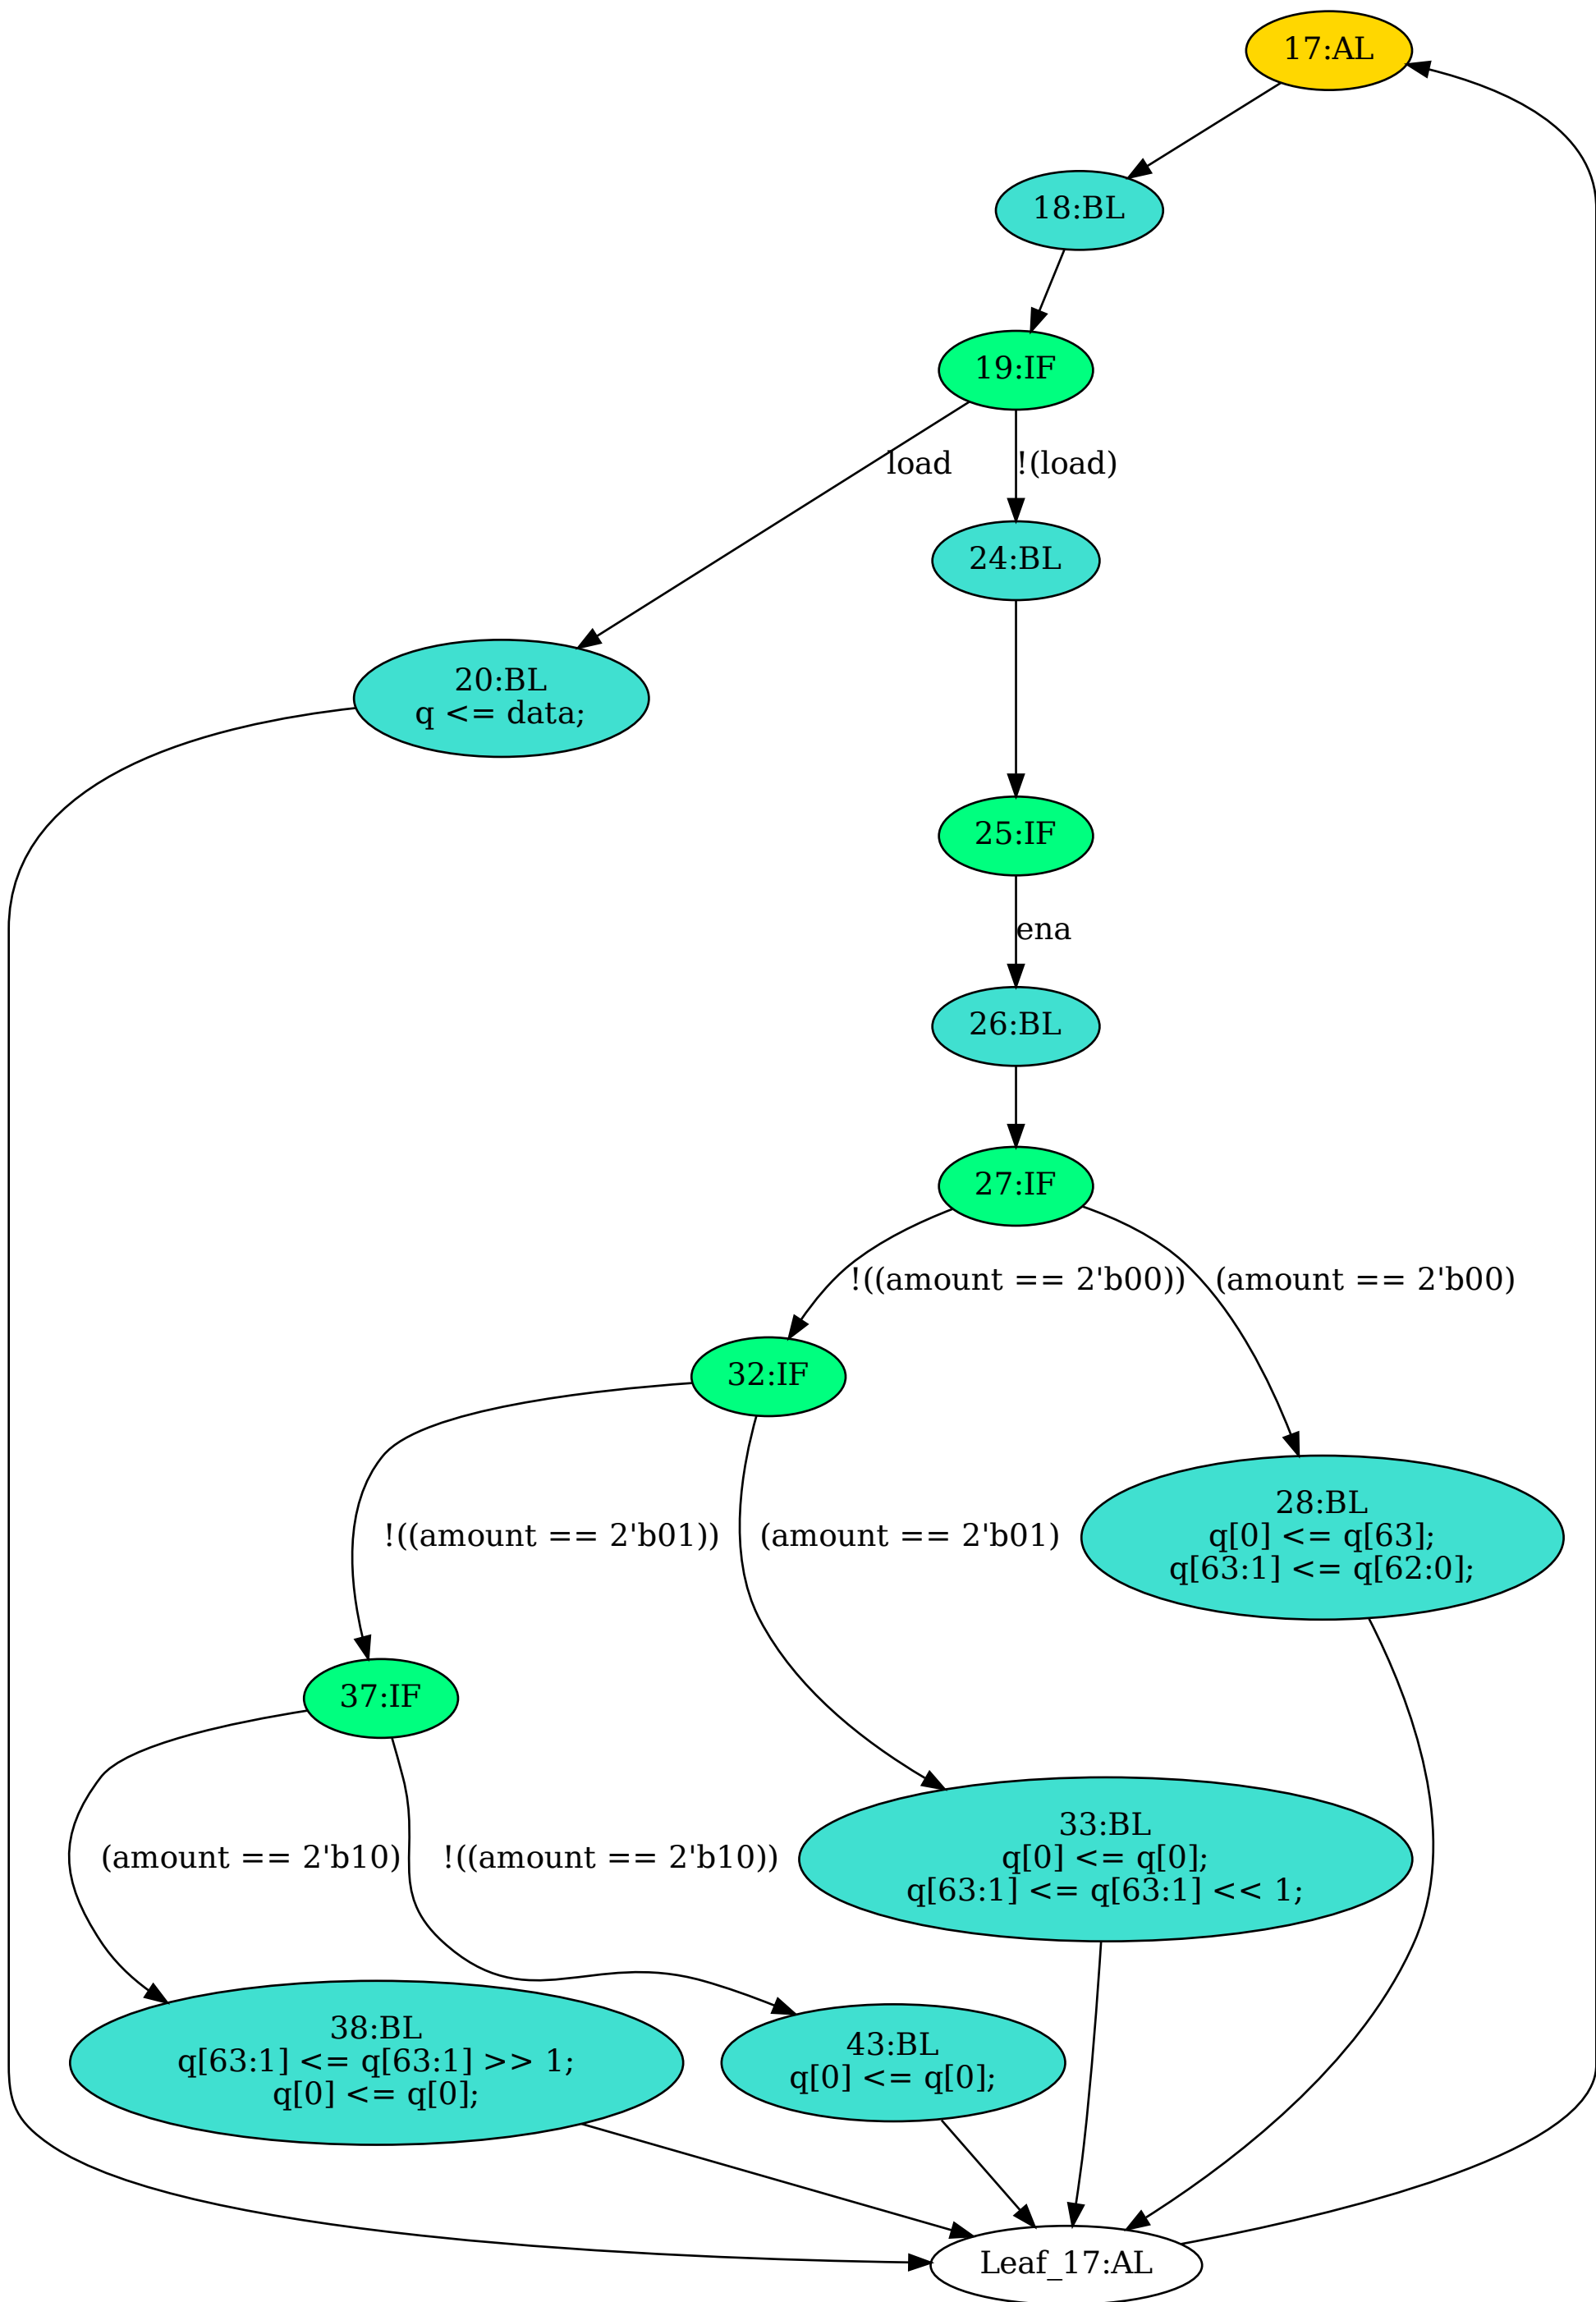 17:AL
18:BL
19:IF
load
!(load)
24:BL
20:BL
q <= data;
25:IF
ena
26:BL
27:IF
!((amount == 2'b00))
(amount == 2'b00)
32:IF
28:BL
q[0] <= q[63];
q[63:1] <= q[62:0];
!((amount == 2'b01))
(amount == 2'b01)
37:IF
33:BL
q[0] <= q[0];
q[63:1] <= q[63:1] << 1;
(amount == 2'b10)
!((amount == 2'b10))
38:BL
q[63:1] <= q[63:1] >> 1;
q[0] <= q[0];
43:BL
q[0] <= q[0];
Leaf_17:AL